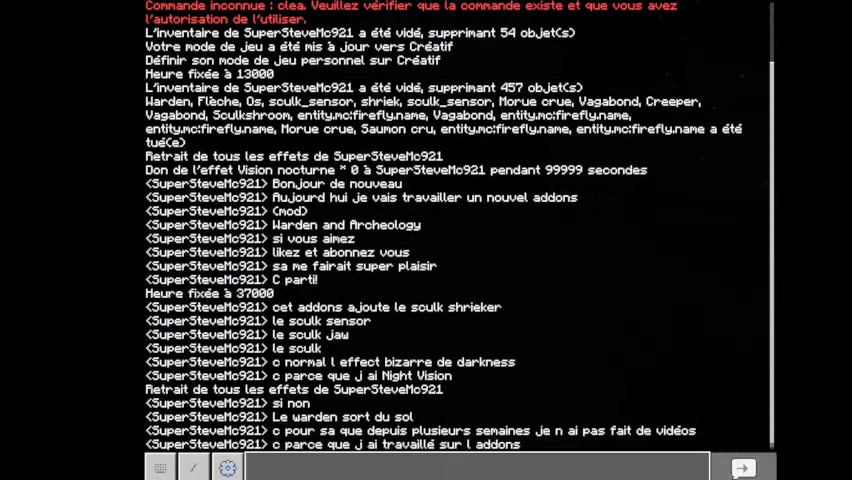 Commande inconnue : clea. Veuillez vérifier que la commande existe et que vous avez
l'autorisation de l'utiliser.
L'inventaire de SuperSteveMc921 a été vidé, supprimant 54 objet(s)
Votre mode de jeu a été mis à jour vers Créatif
Définir son mode de jeu personnel sur Créatif
Heure fixée à 13000
L'inventaire de SuperSteveMc921 a été vidé, supprimant 457 objet(s)
Warden, Flèche, Os, sculk_sensor, shriek, sculk_sensor, Morue crue, Vagabond, Creeper,
Vagabond, Sculkshroom, entity.mc:firefly.name, Vagabond, entity.mc:firefly.name,
entity.mc:firefly.name, Morue crue, Saumon cru, entity.mc:firefly.name, entity.mc:firefly.name a été
tué(e)
Retrait de tous les effets de SuperSteveMc921
Don de l'effet Vision nocturne * 0 à SuperSteveMc921 pendant 99999 secondes
<SuperSteveMc921> Bonjour de nouveau
<SuperSteveMc921> Aujourd hui je vais travailler un nouvel addons
<SuperSteveMc921> (mod)
<SuperSteveMc921> Warden and Archeology
<SuperSteveMc921> si vous aimez
<SuperSteveMc921> likez et abonnez vous
<SuperSteveMc921> sa me fairait super plaisir
<SuperSteveMc921> C parti!
Heure fixée à 37000
<SuperSteveMc921> cet addons ajoute le sculk shrieker
<SuperSteveMc921> le sculk sensor
<SuperSteveMc921> le sculk jaw
<SuperSteveMc921> le sculk
<SuperSteveMc921> c normal l effect bizarre de darkness
<SuperSteveMc921> c parce que j ai Night Vision
Retrait de tous les effets de SuperSteveMc921
<SuperSteveMc921> si non
<SuperSteveMc921> Le warden sort du sol
<SuperSteveMc921> c pour sa que depuis plusieurs semaines je n ai pas fait de vidéos
<SuperSteveMc921> c parce que j ai travaillé sur l addons